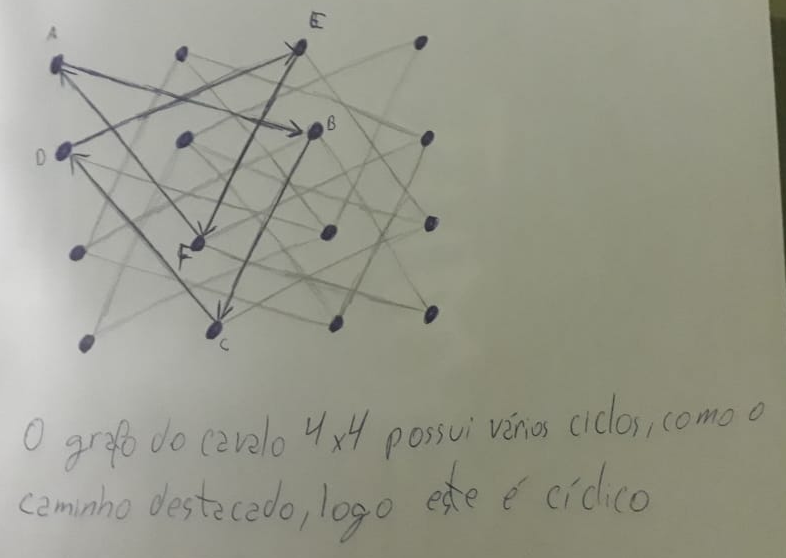 A
E
B
D
F
C
O grafo do cavalo 4x4 possui vários ciclos, como o
caminho destacado, logo este é cíclico